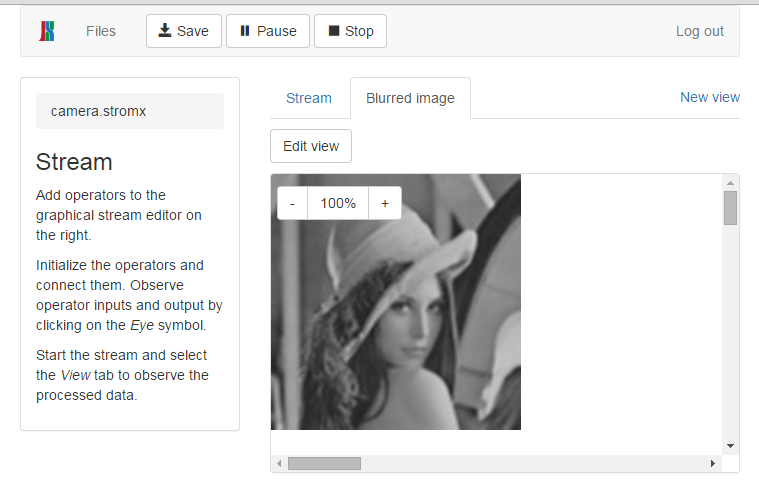 Files Save Pause Stop Log out
camera.stromx
Stream
Add operators to the
graphical stream editor on
the right.
Initialize the operators and
connect them. Observe
operator inputs and output by
clicking on the Eye symbol.
Start the stream and select
the View tab to observe the
processed data.
Stream Blurred image New view
Edit view
- 100% +